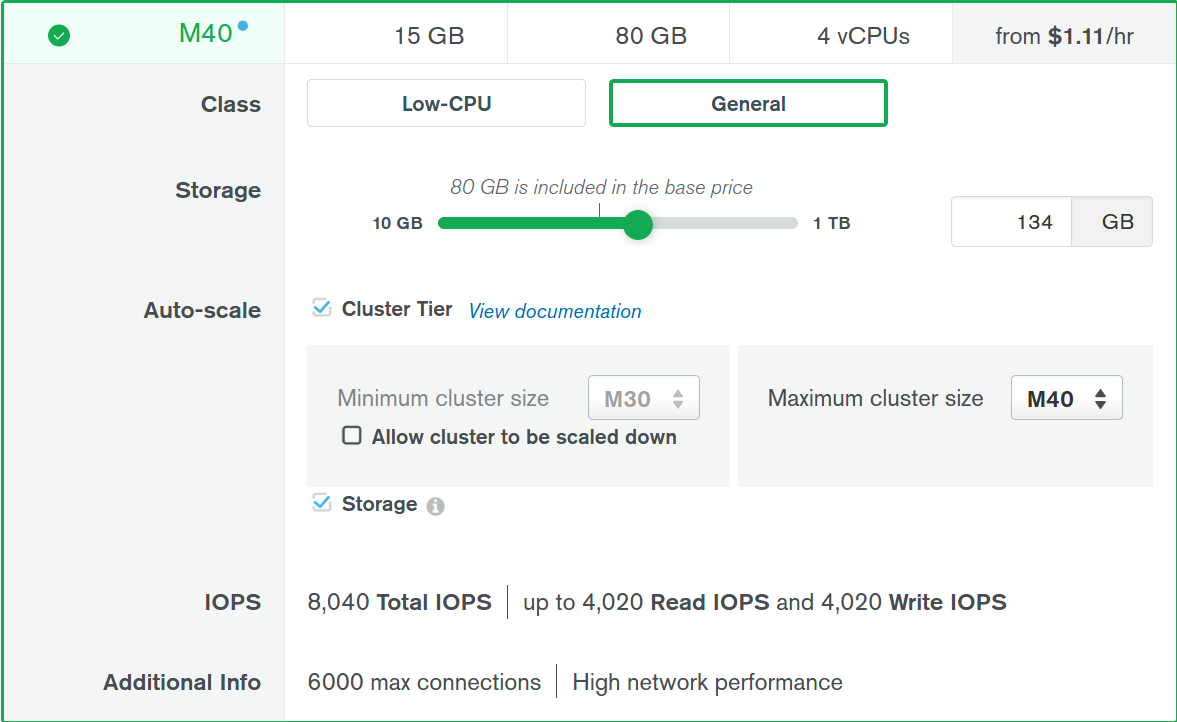 M40 15 GB 80 GB 4 vCPUs from $1.11/hr
Class Low-CPU General
80 GB is included in the base price
Storage
10 GB 1 TB 134 GB
Auto-scale Cluster Tier View documentation
Minimum cluster size M30 Maximum cluster size M40
Allow cluster to be scaled down
Storage
IOPS 8,040 Total IOPS up to 4,020 Read IOPS and 4,020 Write IOPS
Additional Info 6000 max connections High network performance